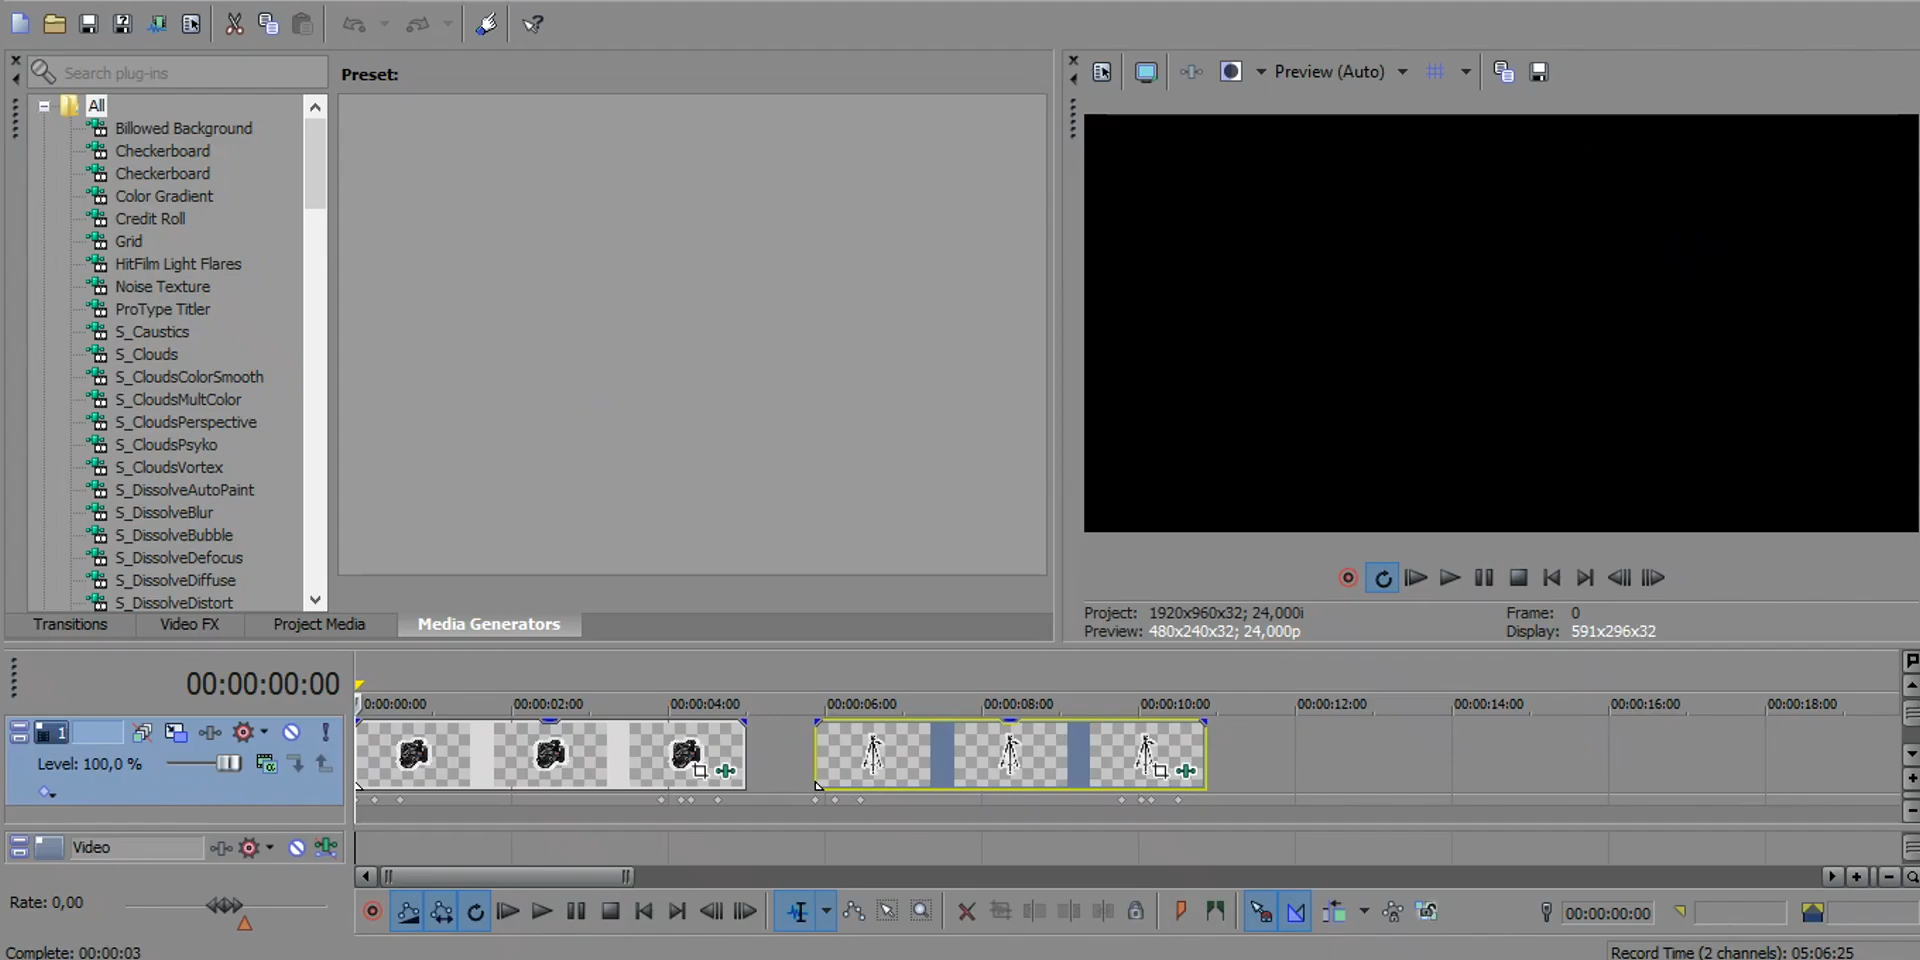 Search plug-ins
Preset:
Preview (Auto)
All
Billowed Background
Checkerboard
Checkerboard
Color Gradient
Credit Roll
Grid
HitFilm Light Flares
Noise Texture
ProType Titler
S_Caustics
S_Clouds
S_CloudsColorSmooth
S_CloudsMultColor
S_CloudsPerspective
S_CloudsPsyko
S_CloudsVortex
S_DissolveAutoPaint
S_DissolveBlur
S_DissolveBubble
S_DissolveDefocus
S_DissolveDiffuse
S_DissolveDistort
Transitions Video FX Project Media Media Generators
Project: 1920x960x32; 24,000i Frame: 0
Preview: 480x240x32; 24,000p Display: 591x296x32
00:00:00:00
0:00:00:00 00:00:02:00 00:00:04:00 00:00:06:00 00:00:08:00 00:00:10:00 00:00:12:00 00:00:14:00 00:00:16:00 00:00:18:00
1
Level: 100,0 %
Video
Rate: 0,00
00:00:00:00
Complete: 00:00:03
Record Time (2 channels): 05:06:25